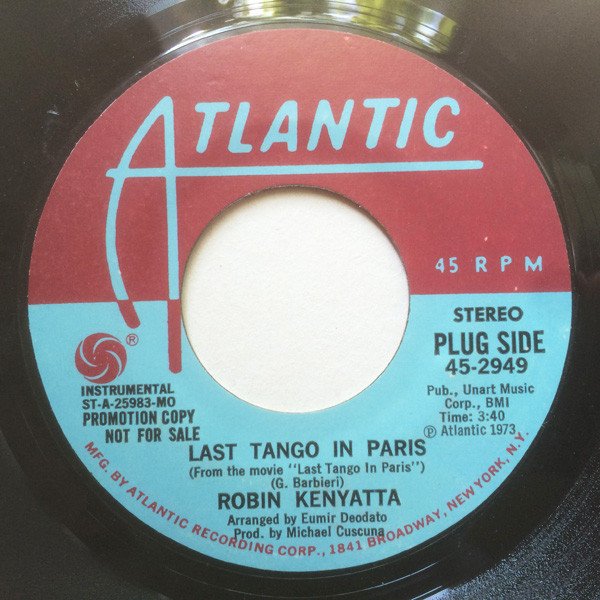 ATLANTIC
45 RPM
STEREO
PLUG SIDE
45-2949
Pub., Unart Music
Corp., BMI
Time: 3:40
Ⓟ Atlantic 1973
®
INSTRUMENTAL
ST-A-25983-MO
PROMOTION COPY
NOT FOR SALE
LAST TANGO IN PARIS
(From the movie "Last Tango In Paris")
(G. Barbieri)
ROBIN KENYATTA
Arranged by Eumir Deodato
Prod. by Michael Cuscuna
MFG. BY ATLANTIC RECORDING CORP., 1841 BROADWAY, NEW YORK, N.Y.